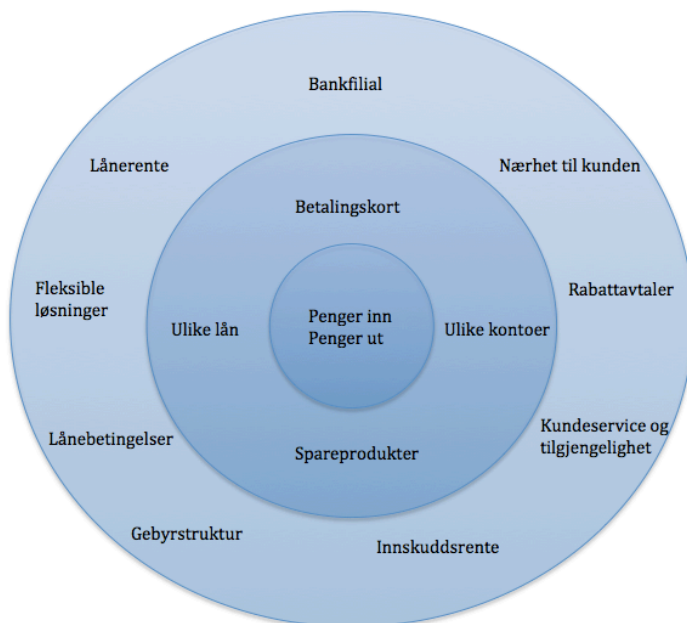 Bankfilial
Lånerente
Nærhet til kunden
Betalingskort
Fleksible
løsninger
Rabattavtaler
Ulike lån
Penger inn
Penger ut
Ulike kontoer
Lånebetingelser
Kundeservice og
tilgjengelighet
Spareprodukter
Gebyrstruktur
Innskuddsrente